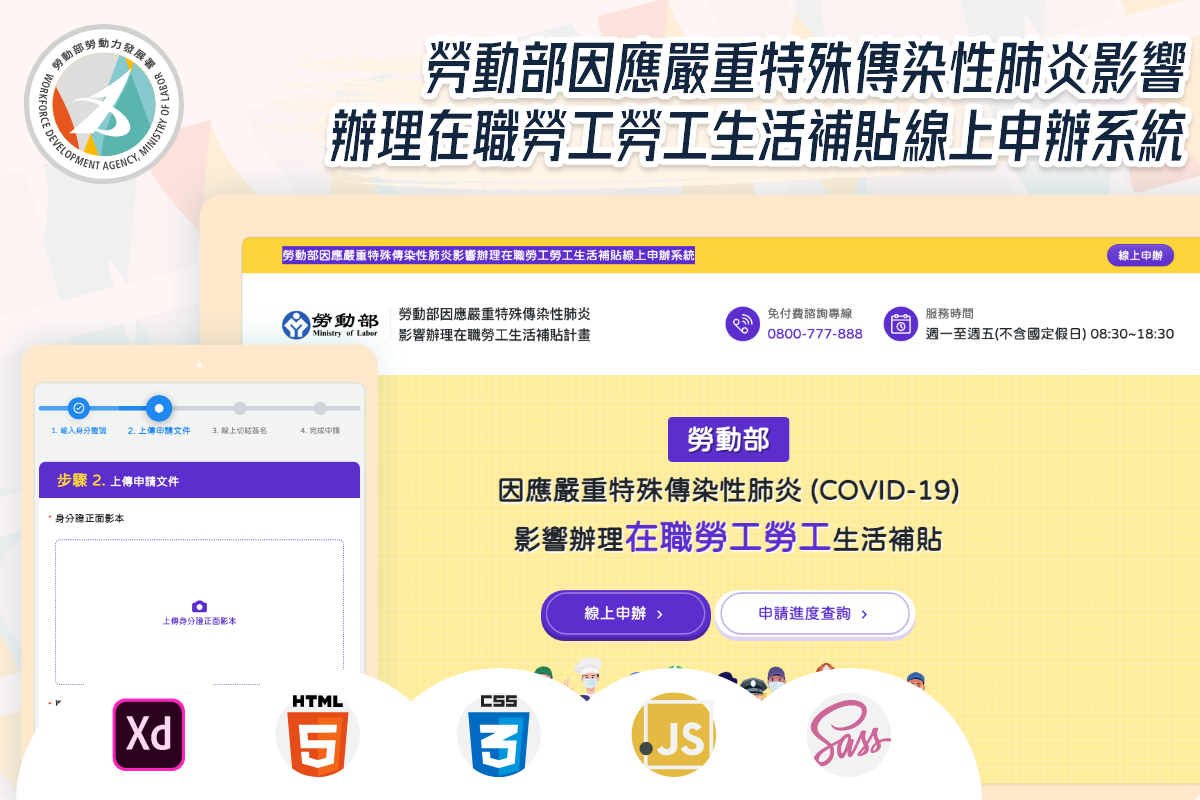 勞動部勞動力發展署
WORKFORCE DEVELOPMENT AGENCY, MINISTRY OF LABOR
勞動部因應嚴重特殊傳染性肺炎影響
辦理在職勞工勞工生活補貼線上申辦系統
勞動部因應嚴重特殊傳染性肺炎影響辦理在職勞工勞工生活補貼線上申辦系統
線上申辦
勞動部
Ministry of Labor
勞動部因應嚴重特殊傳染性肺炎
影響辦理在職勞工生活補貼計畫
免付費諮詢專線
0800-777-888
服務時間
週一至週五(不含國定假日) 08:30~18:30
勞動部
因應嚴重特殊傳染性肺炎 (COVID-19)
影響辦理在職勞工勞工生活補貼
線上申辦 >
申請進度查詢 >
1. 輸入身分證號
2. 上傳申請文件
3. 線上切結簽名
4. 完成申請
步驟 2. 上傳申請文件
* 身分證正面影本
上傳身分證正面影本
Xd
HTML
5
CSS
3
JS
Sass